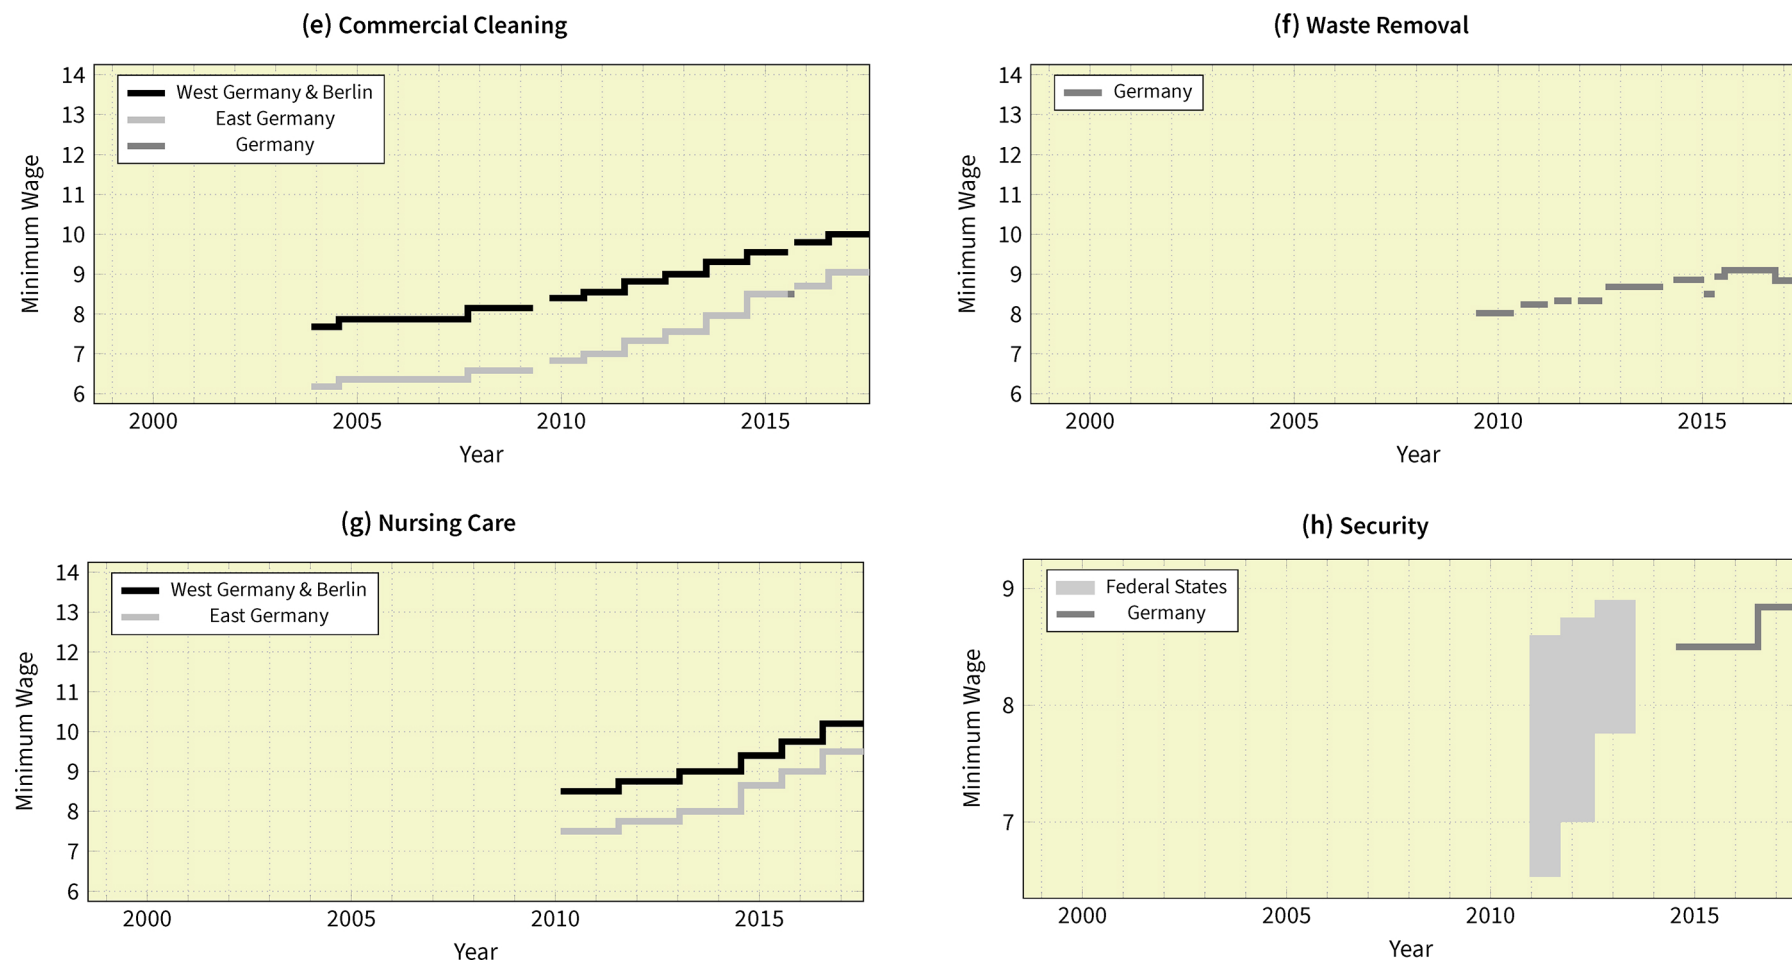 (e) Commercial Cleaning
14
13
12
11
10
9
8
7
6
Minimum Wage
West Germany & Berlin
East Germany
Germany
2000 2005 2010 2015
Year
(f) Waste Removal
14
13
12
11
10
9
8
7
6
Minimum Wage
Germany
2000 2005 2010 2015
Year
(g) Nursing Care
14
13
12
11
10
9
8
7
6
Minimum Wage
West Germany & Berlin
East Germany
2000 2005 2010 2015
Year
(h) Security
9
8
7
Minimum Wage
Federal States
Germany
2000 2005 2010 2015
Year